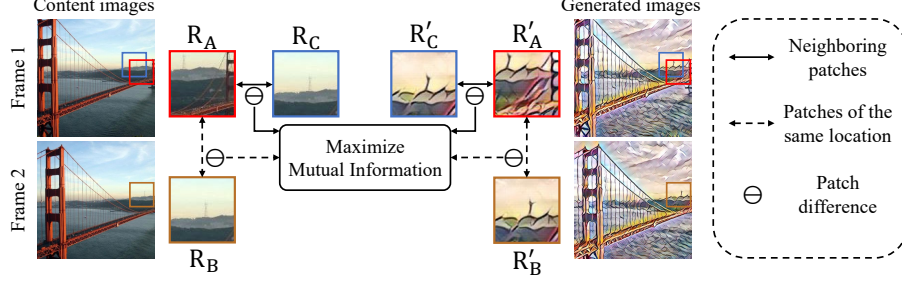 Content images
Generated images
Frame 1
Frame 2
R_A
R_C
R′_C
R′_A
Maximize
Mutual Information
R_B
R′_B
Neighboring
patches
Patches of the
same location
Patch
difference